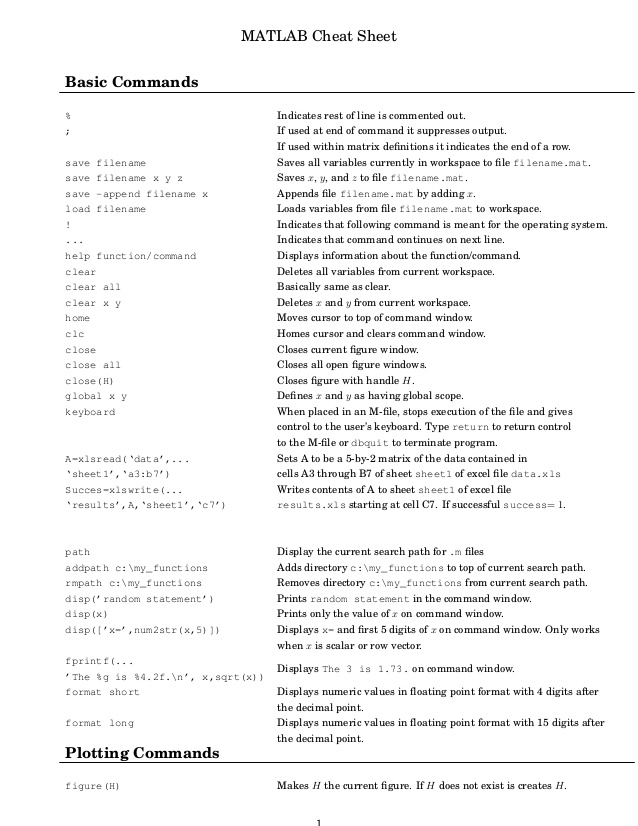 MATLAB Cheat Sheet
Basic Commands
% Indicates rest of line is commented out.
; If used at end of command it suppresses output.
If used within matrix definitions it indicates the end of a row.
save filename Saves all variables currently in workspace to file filename.mat.
save filename x y z Saves x, y, and z to file filename.mat.
save -append filename x Appends file filename.mat by adding x.
load filename Loads variables from file filename.mat to workspace.
! Indicates that following command is meant for the operating system.
... Indicates that command continues on next line.
help function/command Displays information about the function/command.
clear Deletes all variables from current workspace.
clear all Basically same as clear.
clear x y Deletes x and y from current workspace.
home Moves cursor to top of command window.
clc Homes cursor and clears command window.
close Closes current figure window.
close all Closes all open figure windows.
close(H) Closes figure with handle H.
global x y Defines x and y as having global scope.
keyboard When placed in an M-file, stops execution of the file and gives
control to the user's keyboard. Type return to return control
to the M-file or dbquit to terminate program.
A=xlsread(‘data’,... Sets A to be a 5-by-2 matrix of the data contained in
‘sheet1’,‘a3:b7’) cells A3 through B7 of sheet sheet1 of excel file data.xls
Succes=xlswrite(... Writes contents of A to sheet sheet1 of excel file
‘results’,A,‘sheet1’,‘c7’) results.xls starting at cell C7. If successful success= 1.
path Display the current search path for .m files
addpath c:\my_functions Adds directory c:\my_functions to top of current search path.
rmpath c:\my_functions Removes directory c:\my_functions from current search path.
disp(’random statement’) Prints random statement in the command window.
disp(x) Prints only the value of x on command window.
disp([’x=’,num2str(x,5)]) Displays x= and first 5 digits of x on command window. Only works
when x is scalar or row vector.
fprintf(...
’The %g is %4.2f.\n’, x,sqrt(x)) Displays The 3 is 1.73. on command window.
format short Displays numeric values in floating point format with 4 digits after
the decimal point.
format long Displays numeric values in floating point format with 15 digits after
the decimal point.
Plotting Commands
figure(H) Makes H the current figure. If H does not exist is creates H.
1